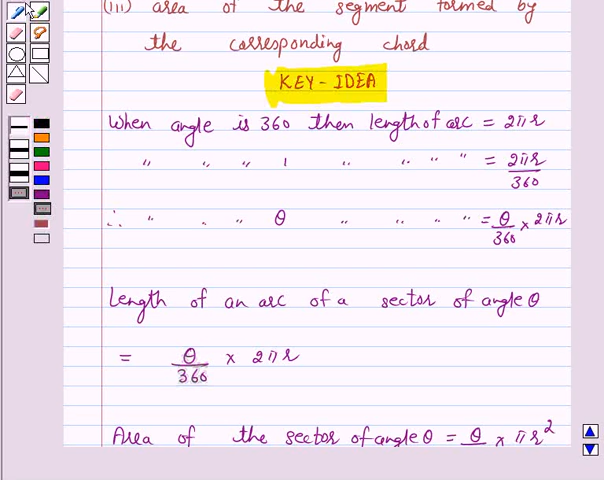 (iii) area of the segment formed by
the corresponding chord
KEY-IDEA
When angle is 360 then length of arc = 2πr
" " " 1 " " " " = 2πr/360
∴ " " " θ " " " " = θ/360 × 2πr
Length of an arc of a sector of angle θ
= θ/360 × 2πr
Area of the sector of angle θ = θ × πr²